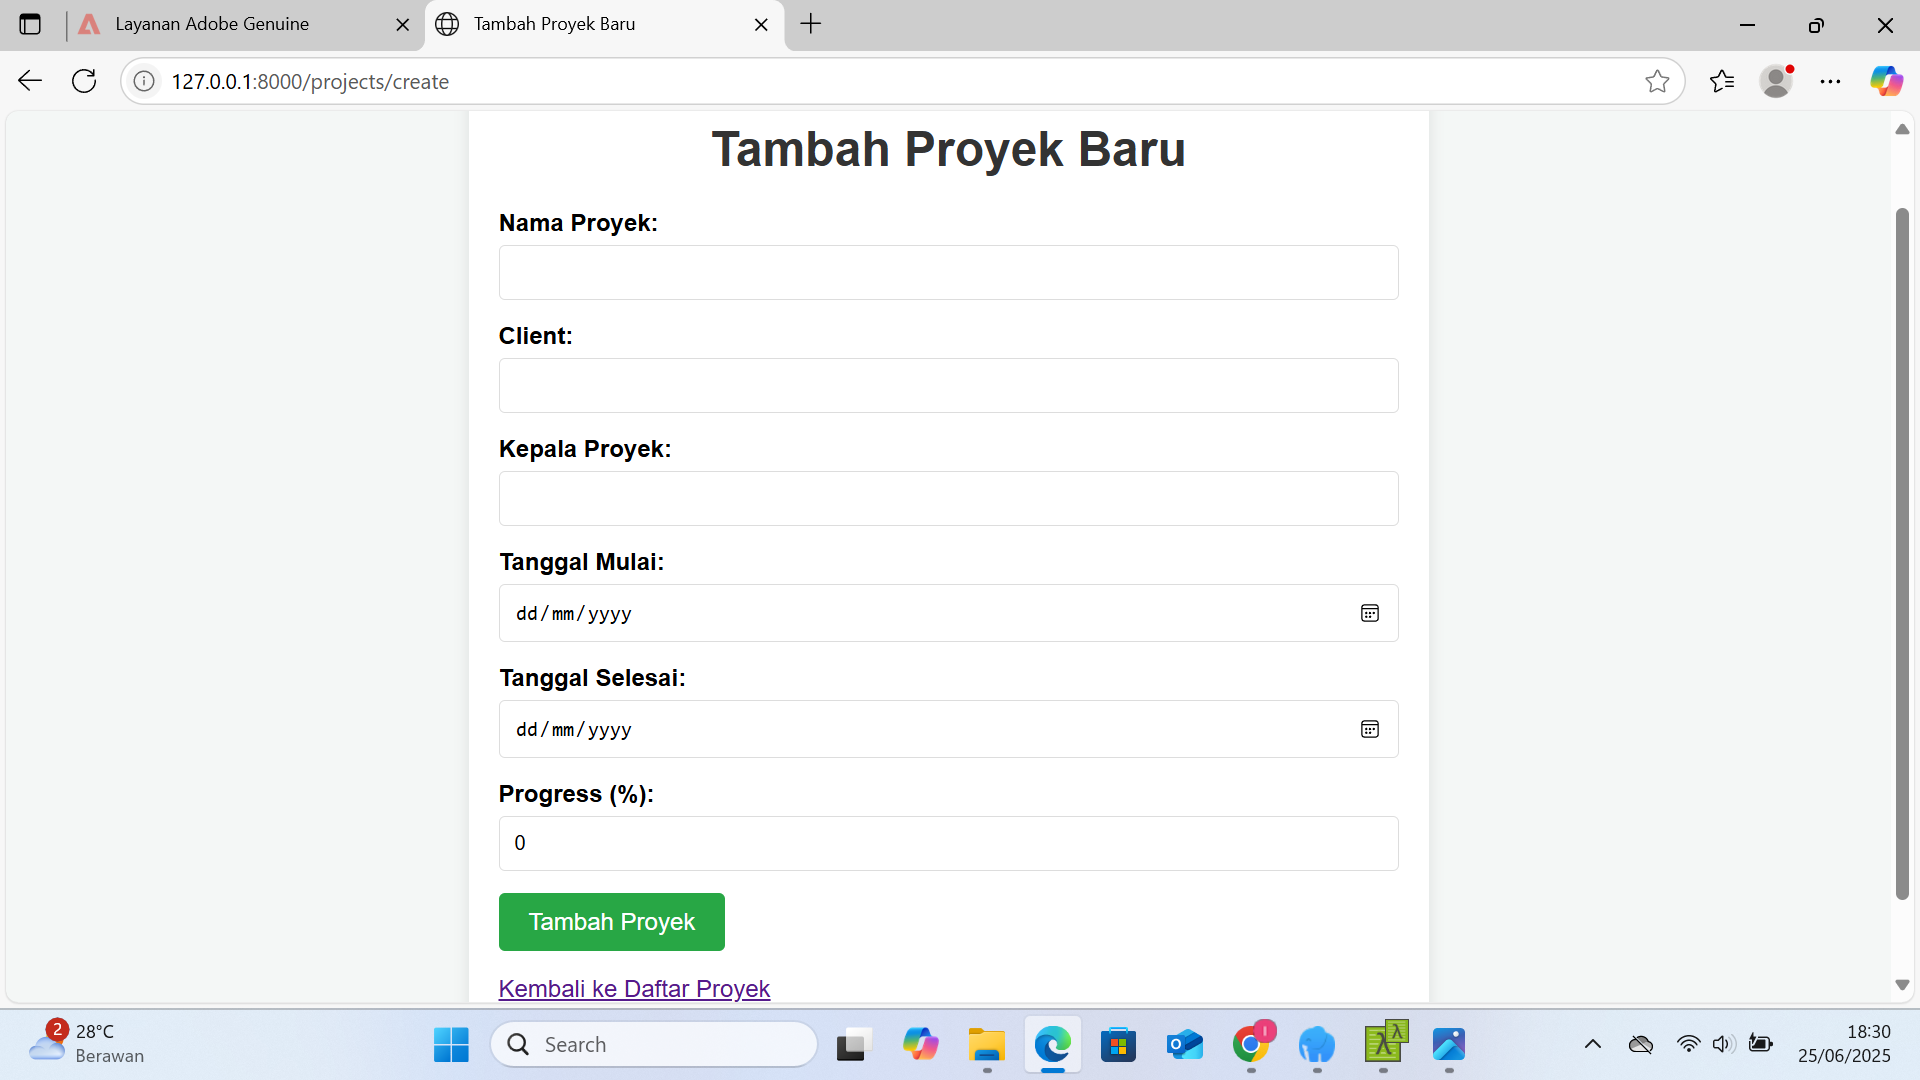 Layanan Adobe Genuine
Tambah Proyek Baru
127.0.0.1:8000/projects/create
Tambah Proyek Baru
Nama Proyek:
Client:
Kepala Proyek:
Tanggal Mulai:
dd/mm/yyyy
Tanggal Selesai:
dd/mm/yyyy
Progress (%):
0
Tambah Proyek
Kembali ke Daftar Proyek
2
28°C
Berawan
Search
18:30
25/06/2025